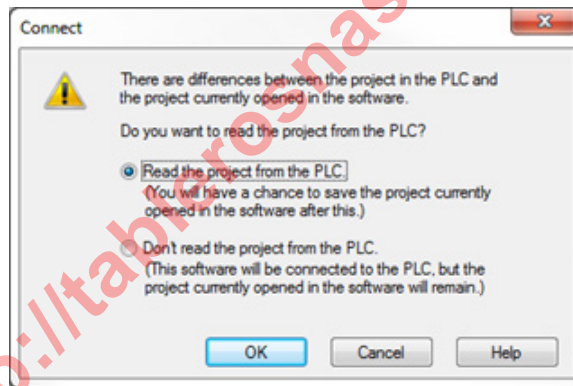 Connect
There are differences between the project in the PLC and
the project currently opened in the software.
Do you want to read the project from the PLC?
Read the project from the PLC.
(You will have a chance to save the project currently
opened in the software after this.)
Don't read the project from the PLC.
(This software will be connected to the PLC, but the
project currently opened in the software will remain.)
OK Cancel Help
p://tablerosnas